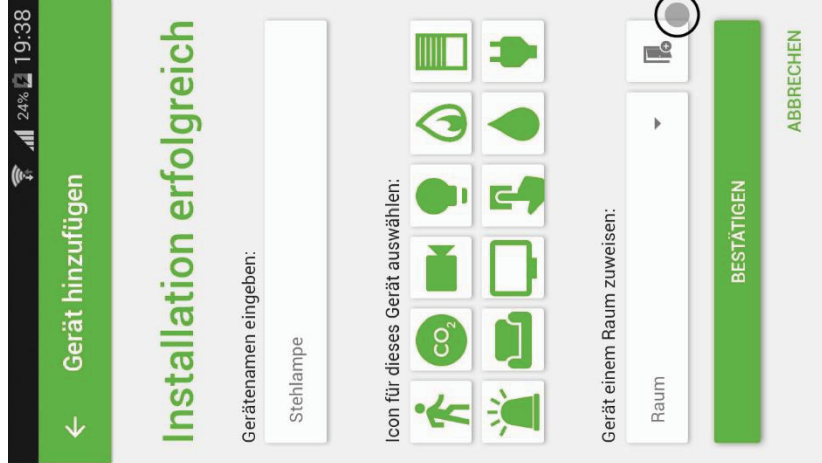 24% 19:38
Gerät hinzufügen
Installation erfolgreich
Gerätenamen eingeben:
Stehlampe
Icon für dieses Gerät auswählen:
CO₂
Gerät einem Raum zuweisen:
Raum
BESTÄTIGEN
ABBRECHEN